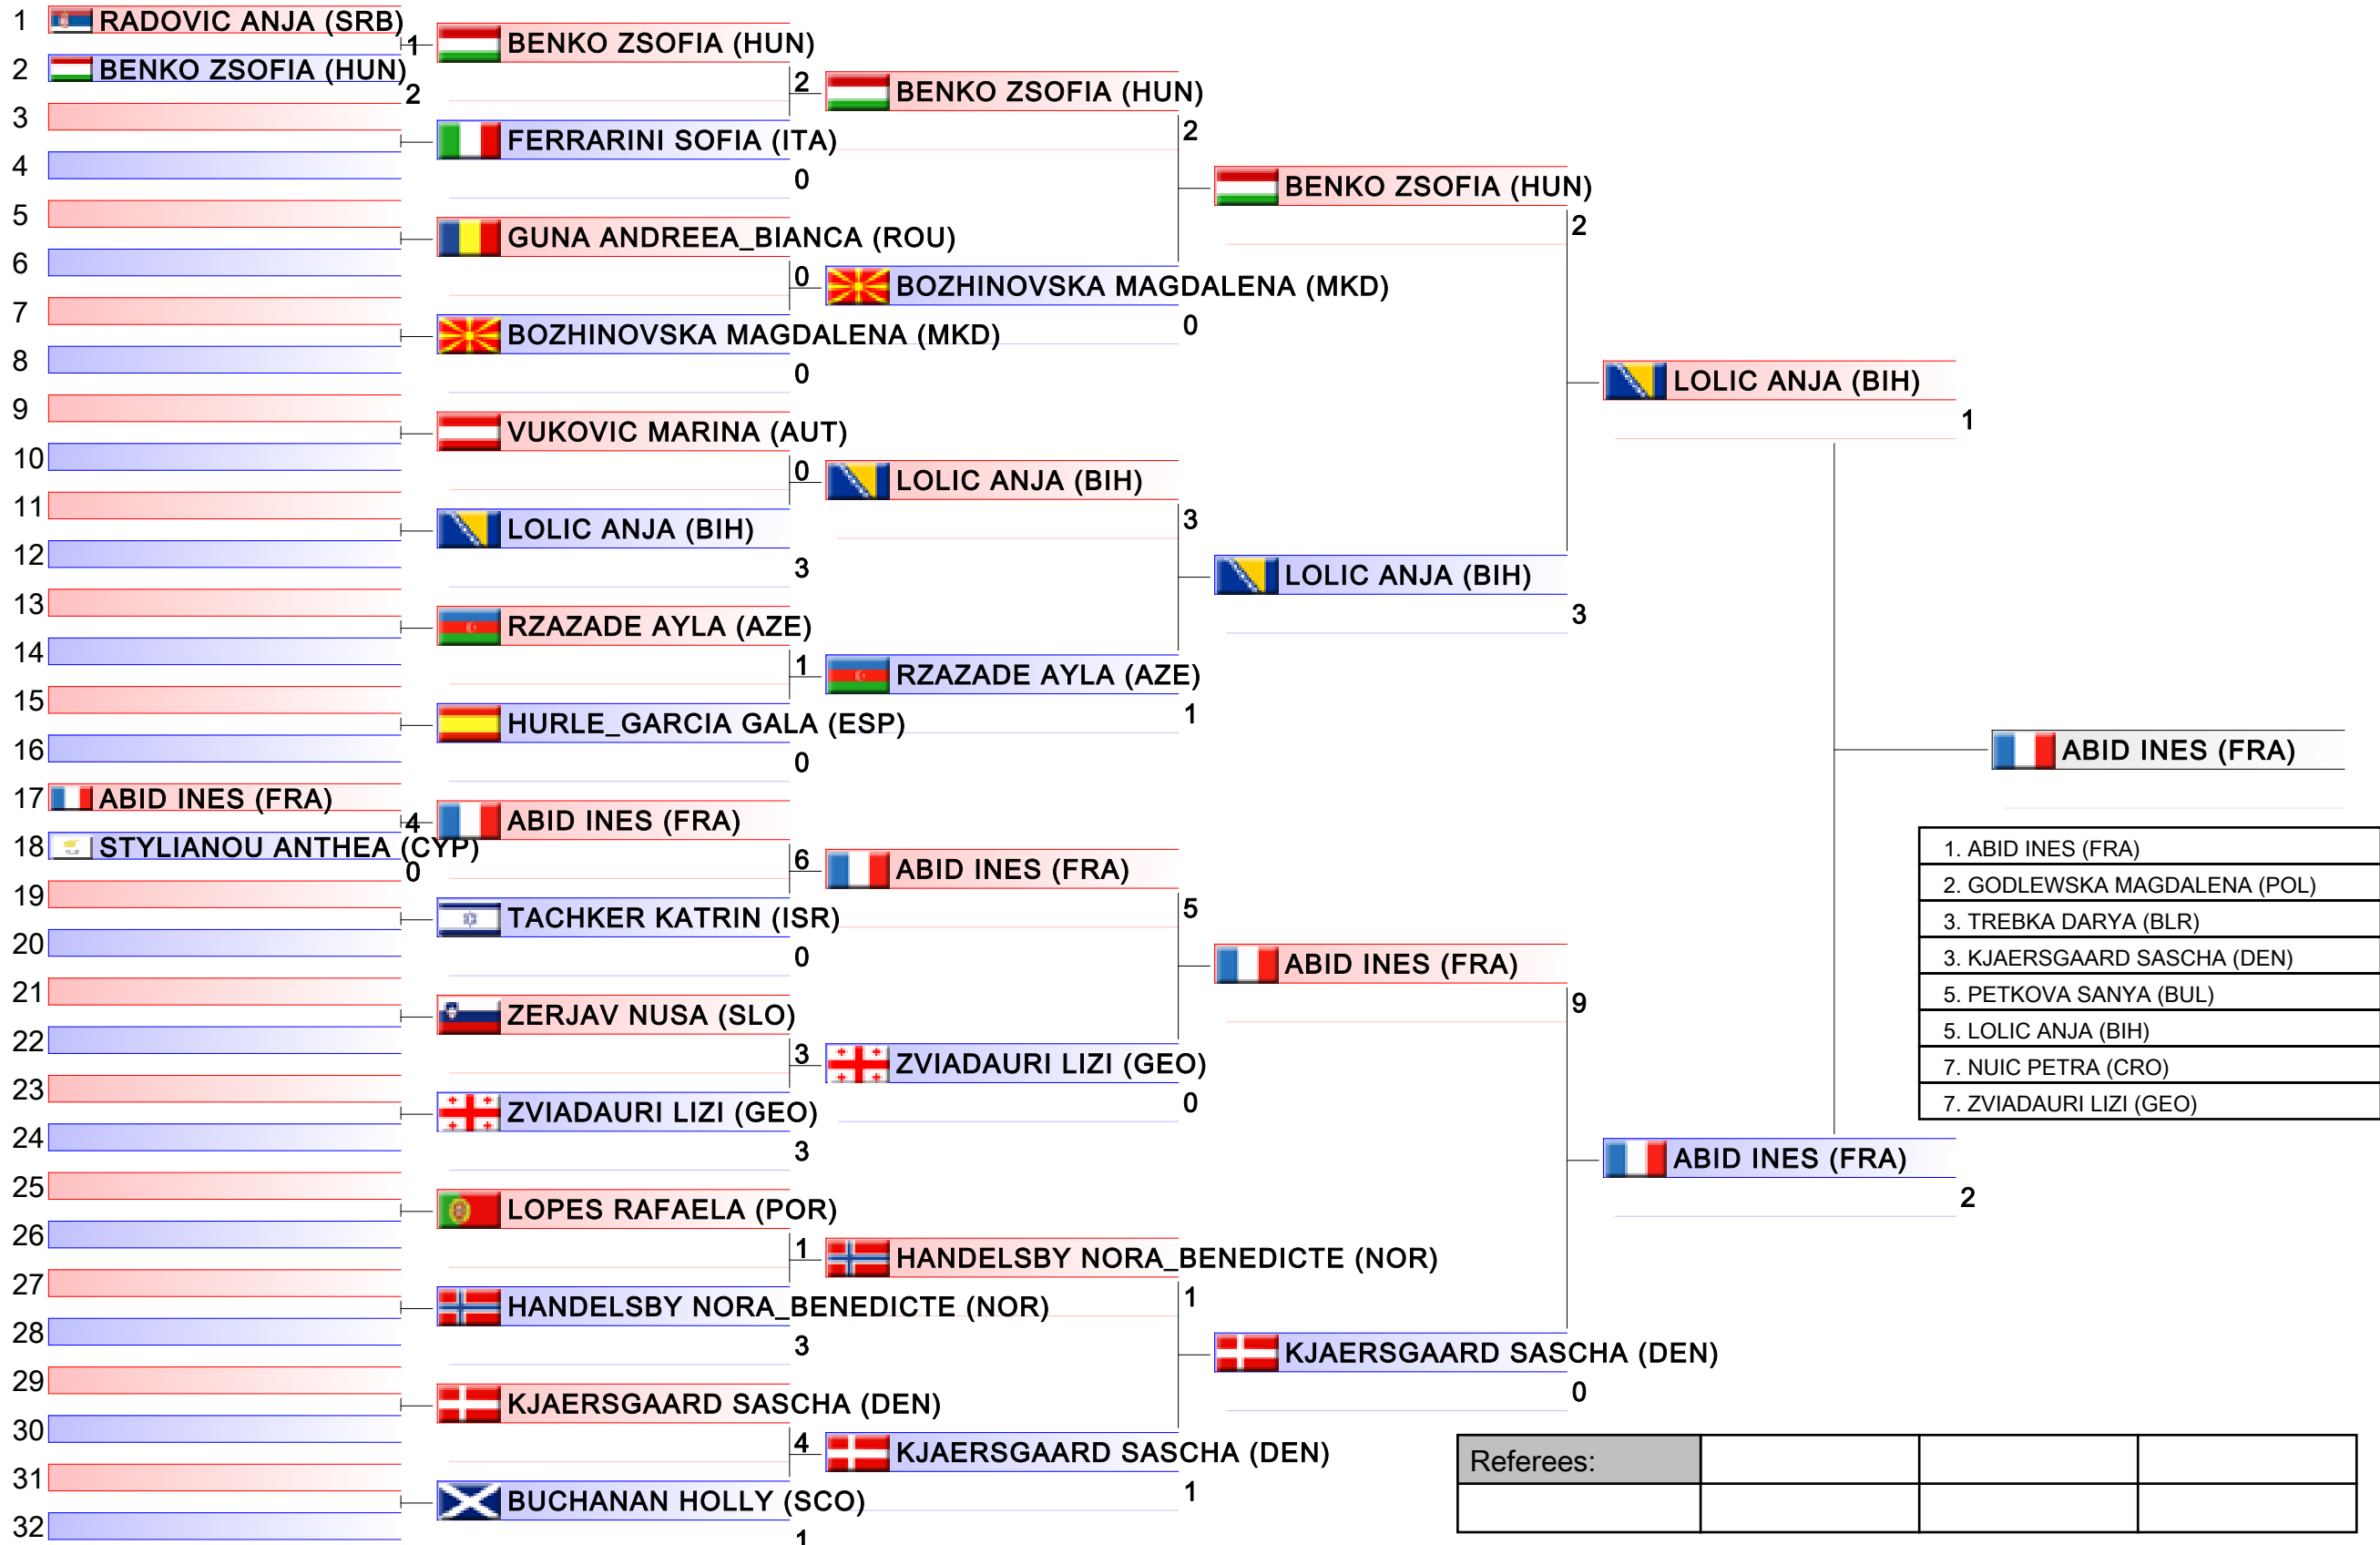 1 RADOVIC ANJA (SRB)
1
BENKO ZSOFIA (HUN)
2 BENKO ZSOFIA (HUN)
2
2
BENKO ZSOFIA (HUN)
3
2
FERRARINI SOFIA (ITA)
4
0
BENKO ZSOFIA (HUN)
5
2
GUNA ANDREEA_BIANCA (ROU)
6
0
BOZHINOVSKA MAGDALENA (MKD)
7
0
BOZHINOVSKA MAGDALENA (MKD)
8
0
LOLIC ANJA (BIH)
9
1
VUKOVIC MARINA (AUT)
10
0
LOLIC ANJA (BIH)
11
3
LOLIC ANJA (BIH)
12
3
LOLIC ANJA (BIH)
13
3
RZAZADE AYLA (AZE)
14
1
RZAZADE AYLA (AZE)
15
1
HURLE_GARCIA GALA (ESP)
16
0
ABID INES (FRA)
17 ABID INES (FRA)
4
ABID INES (FRA)
18 STYLIANOU ANTHEA (CYP)
0
6
ABID INES (FRA)
19
5
TACHKER KATRIN (ISR)
20
0
ABID INES (FRA)
21
9
ZERJAV NUSA (SLO)
22
3
ZVIADAURI LIZI (GEO)
23
0
ZVIADAURI LIZI (GEO)
24
3
ABID INES (FRA)
25
2
LOPES RAFAELA (POR)
26
1
HANDELSBY NORA_BENEDICTE (NOR)
27
1
HANDELSBY NORA_BENEDICTE (NOR)
28
3
KJAERSGAARD SASCHA (DEN)
29
0
KJAERSGAARD SASCHA (DEN)
30
4
KJAERSGAARD SASCHA (DEN)
31
1
BUCHANAN HOLLY (SCO)
32
1
1. ABID INES (FRA)
2. GODLEWSKA MAGDALENA (POL)
3. TREBKA DARYA (BLR)
3. KJAERSGAARD SASCHA (DEN)
5. PETKOVA SANYA (BUL)
5. LOLIC ANJA (BIH)
7. NUIC PETRA (CRO)
7. ZVIADAURI LIZI (GEO)
Referees: